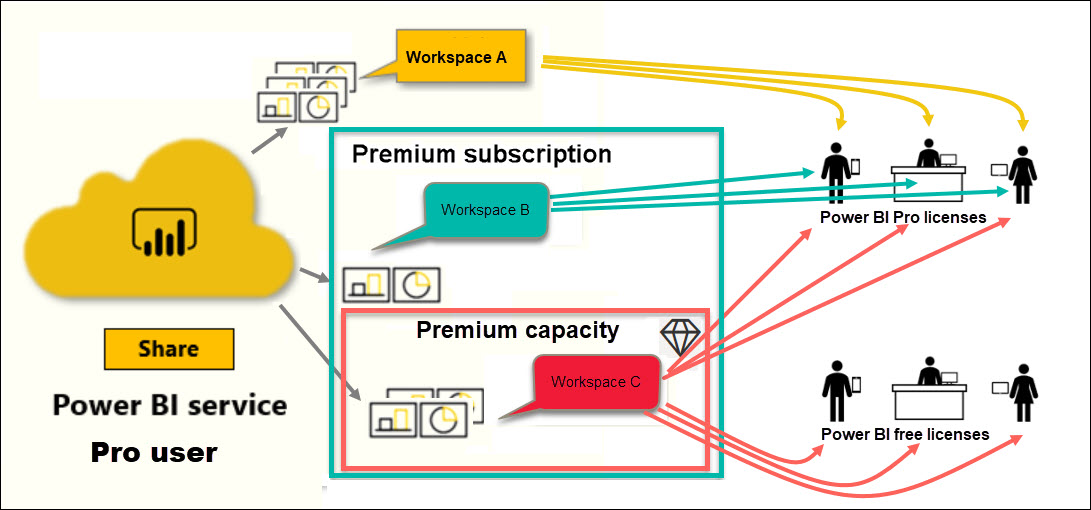 Workspace A
Premium subscription
Workspace B
Power BI Pro licenses
Premium capacity
Share
Workspace C
Power BI service
Pro user
Power BI free licenses